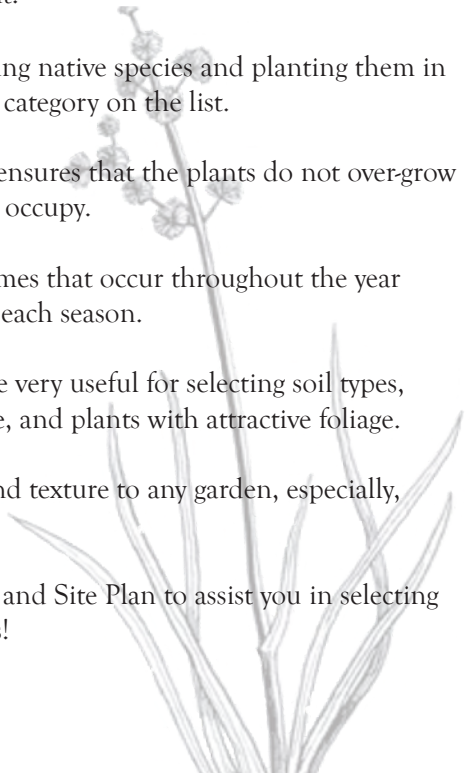 ing native species and planting them in
category on the list.
ensures that the plants do not over-grow
occupy.
mes that occur throughout the year
each season.
e very useful for selecting soil types,
e, and plants with attractive foliage.
nd texture to any garden, especially,
and Site Plan to assist you in selecting
!